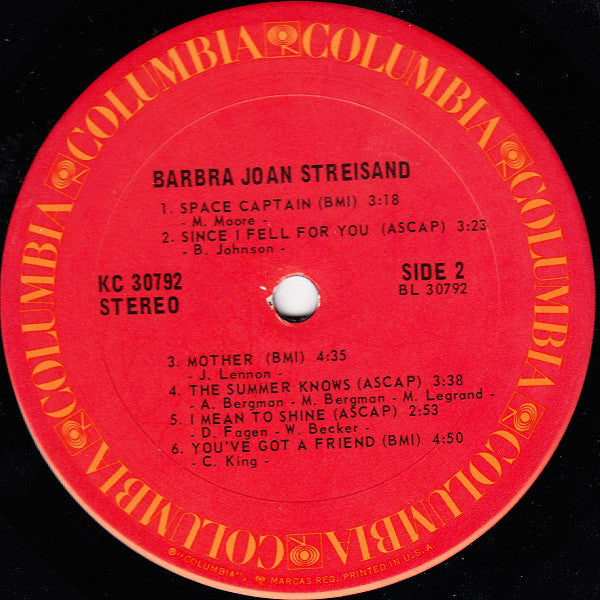 COLUMBIA COLUMBIA COLUMBIA COLUMBIA COLUMBIA COLUMBIA
BARBRA JOAN STREISAND
1. SPACE CAPTAIN (BMI) 3:18
- M. Moore -
2. SINCE I FELL FOR YOU (ASCAP) 3:23
- B. Johnson -
KC 30792
STEREO
SIDE 2
BL 30792
3. MOTHER (BMI) 4:35
- J. Lennon -
4. THE SUMMER KNOWS (ASCAP) 3:38
- A. Bergman - M. Bergman - M. Legrand -
5. I MEAN TO SHINE (ASCAP) 2:53
- D. Fagen - W. Becker -
6. YOU'VE GOT A FRIEND (BMI) 4:50
- C. King -
® "COLUMBIA", MARCAS REG. PRINTED IN U.S.A.